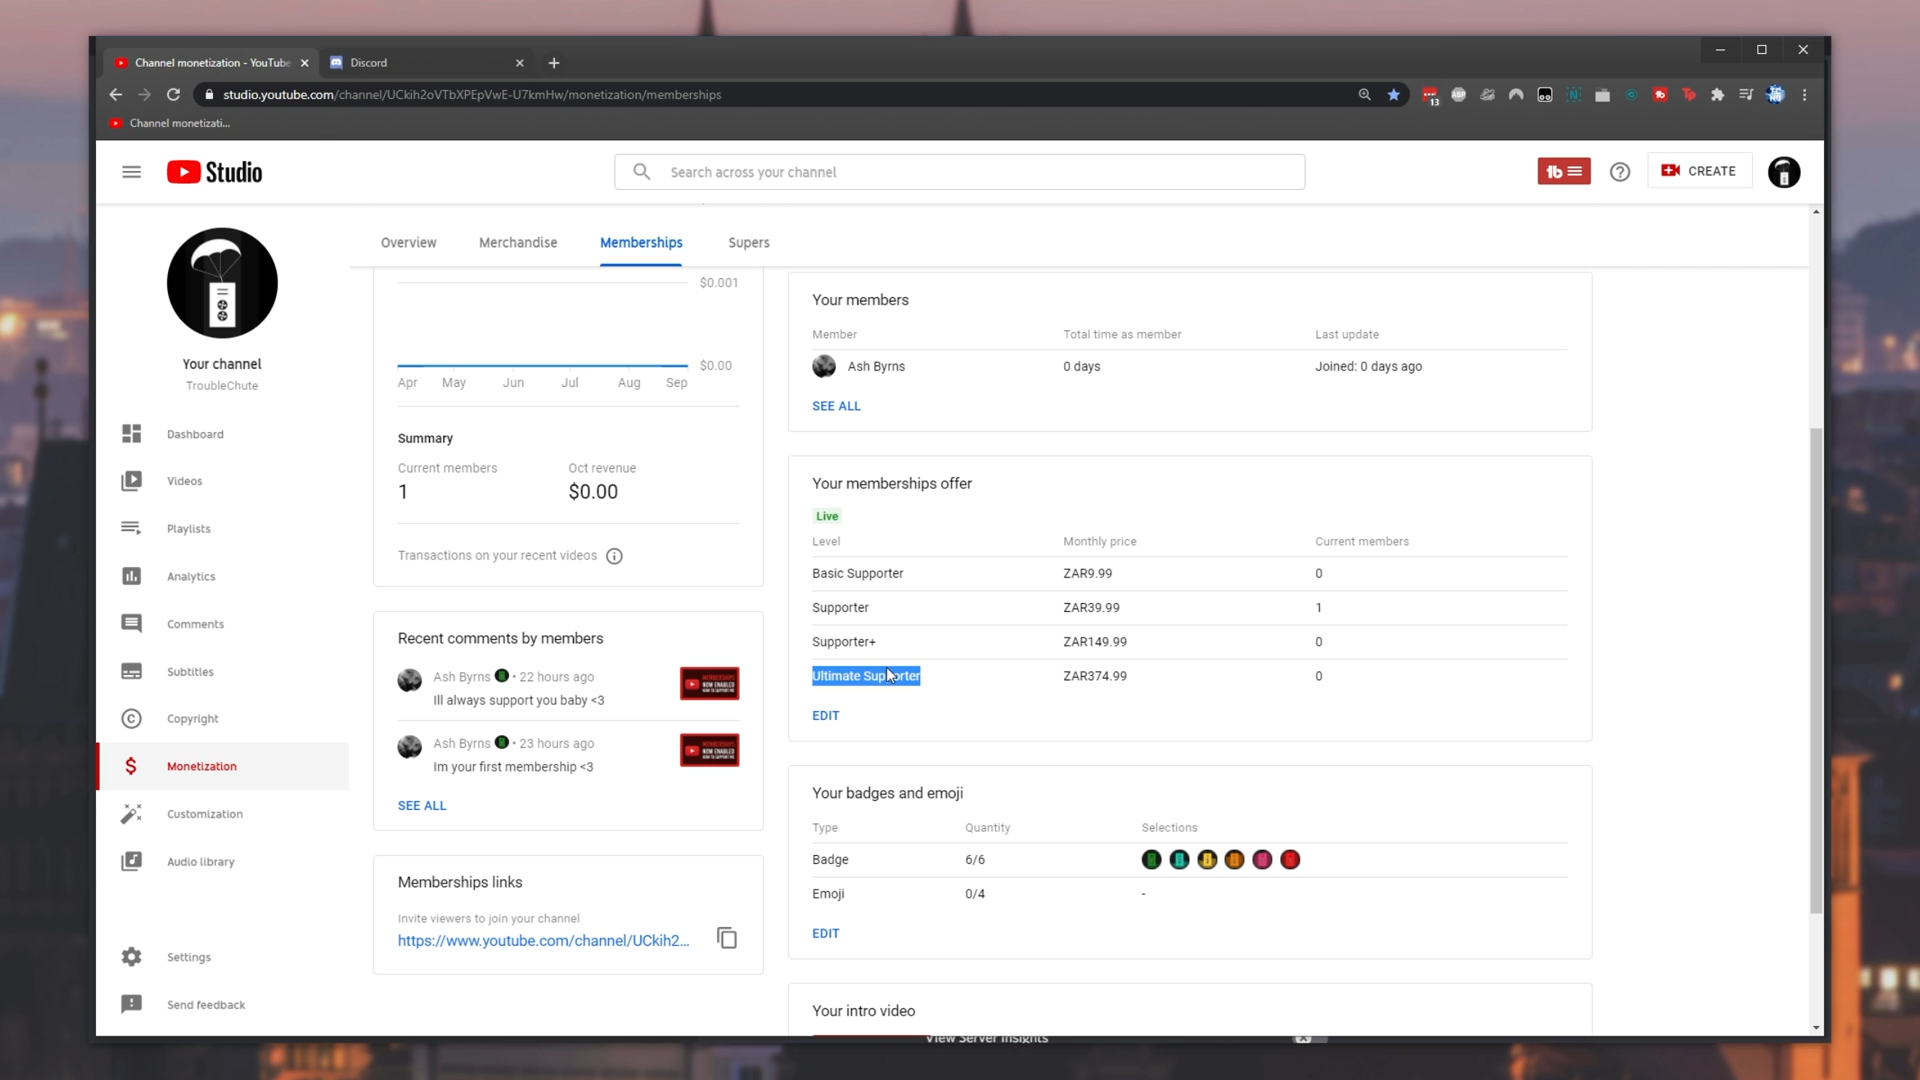 Channel monetization - YouTube
Discord
studio.youtube.com/channel/UCkih2oVTbXPEpVwE-U7kmHw/monetization/memberships
13
ABP
Channel monetizati...
Studio
Search across your channel
CREATE
Overview
Merchandise
Memberships
Supers
Your channel
TroubleChute
Dashboard
Videos
Playlists
Analytics
Comments
Subtitles
Copyright
Monetization
Customization
Audio library
Settings
Send feedback
$0.001
$0.00
Apr May Jun Jul Aug Sep
Summary
Current members Oct revenue
1 $0.00
Transactions on your recent videos
Recent comments by members
Ash Byrns • 22 hours ago
Ill always support you baby <3
Ash Byrns • 23 hours ago
Im your first membership <3
SEE ALL
Memberships links
Invite viewers to join your channel
https://www.youtube.com/channel/UCkih2...
Your members
Member Total time as member Last update
Ash Byrns 0 days Joined: 0 days ago
SEE ALL
Your memberships offer
Live
Level Monthly price Current members
Basic Supporter ZAR9.99 0
Supporter ZAR39.99 1
Supporter+ ZAR149.99 0
Ultimate Supporter ZAR374.99 0
EDIT
Your badges and emoji
Type Quantity Selections
Badge 6/6
Emoji 0/4 -
EDIT
Your intro video
View Server Insights